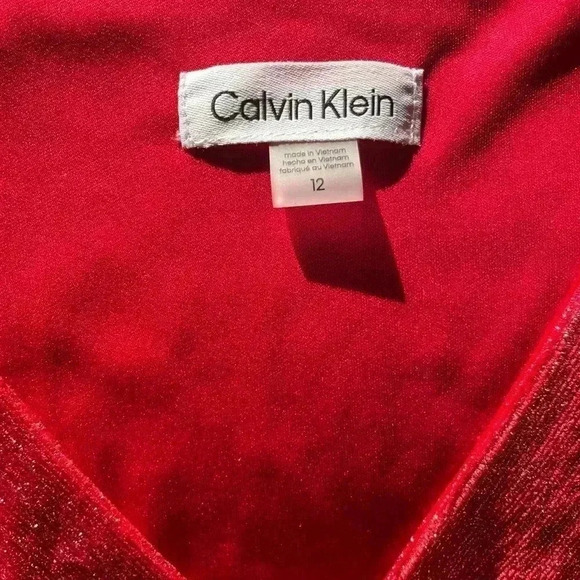 Calvin Klein
made in Vietnam
hecho en Vietnam
fabriqué au Vietnam
12